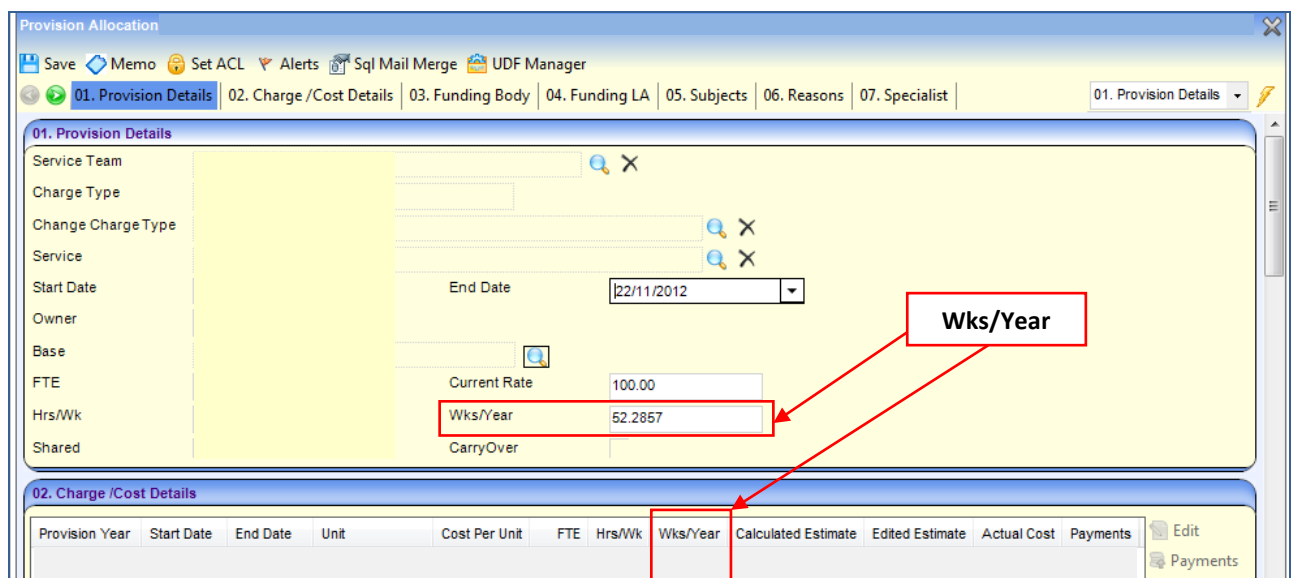 Provision Allocation
Save Memo Set ACL Alerts Sql Mail Merge UDF Manager
01. Provision Details 02. Charge /Cost Details 03. Funding Body 04. Funding LA 05. Subjects 06. Reasons 07. Specialist 01. Provision Details
01. Provision Details
Service Team
Charge Type
Change Charge Type
Service
Start Date End Date 22/11/2012
Wks/Year
Owner
Base
FTE Current Rate 100.00
Hrs/Wk Wks/Year 52.2857
Shared CarryOver
02. Charge /Cost Details
Provision Year Start Date End Date Unit Cost Per Unit FTE Hrs/Wk Wks/Year Calculated Estimate Edited Estimate Actual Cost Payments Edit
Payments